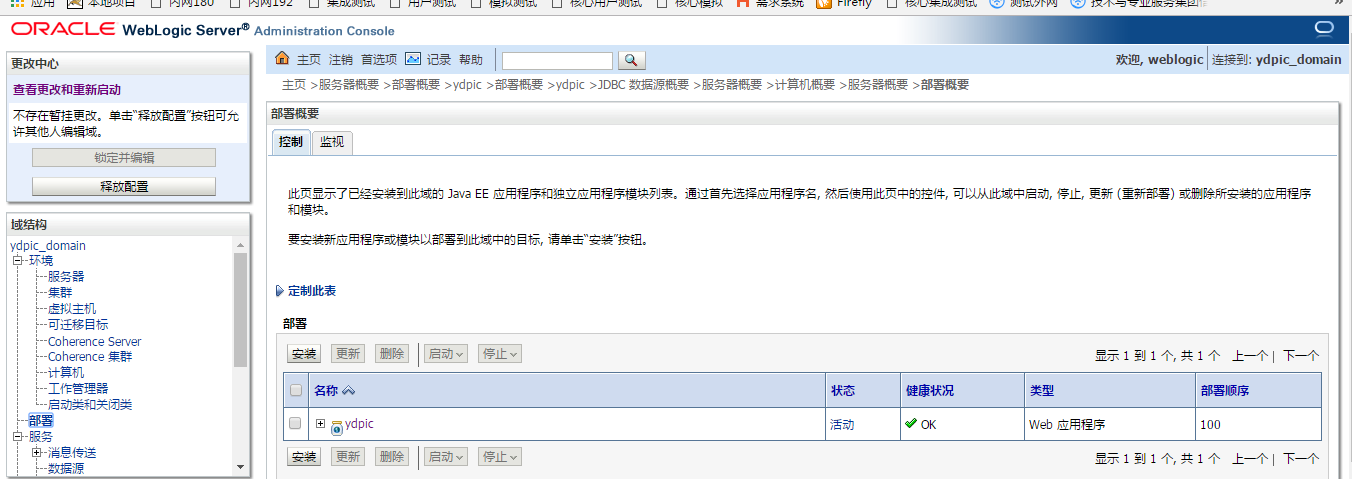 应用 本地项目 内网180 内网192 集成测试 用户测试 模拟测试 核心用户测试 核心模拟 需求系统 Firefly 核心集成测试 测试外网 技术与专业服务集团
ORACLE WebLogic Server® Administration Console
更改中心
查看更改和重新启动
不存在暂挂更改。单击“释放配置”按钮可允
许其他人编辑域。
锁定并编辑
释放配置
域结构
ydpic_domain
环境
服务器
集群
虚拟主机
可迁移目标
Coherence Server
Coherence 集群
计算机
工作管理器
启动类和关闭类
部署
服务
消息传送
数据源
主页 注销 首选项 记录 帮助
欢迎, weblogic 连接到: ydpic_domain
主页 >服务器概要 >部署概要 >ydpic >部署概要 >ydpic >JDBC 数据源概要 >服务器概要 >计算机概要 >服务器概要 >部署概要
部署概要
控制 监视
此页显示了已经安装到此域的 Java EE 应用程序和独立应用程序模块列表。通过首先选择应用程序名, 然后使用此页中的控件, 可以从此域中启动, 停止, 更新 (重新部署) 或删除所安装的应用程序
和模块。
要安装新应用程序或模块以部署到此域中的目标, 请单击“安装”按钮。
定制此表
部署
安装 更新 删除 启动 停止 显示 1 到 1 个, 共 1 个 上一个 | 下一个
名称 状态 健康状况 类型 部署顺序
ydpic 活动 OK Web 应用程序 100
安装 更新 删除 启动 停止 显示 1 到 1 个, 共 1 个 上一个 | 下一个